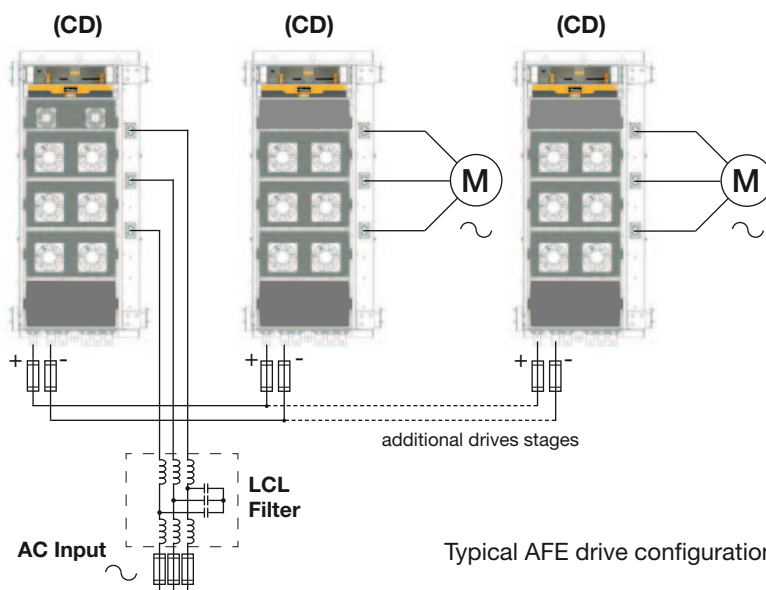 (CD) (CD) (CD)
M M
+ - + - + -
additional drives stages
LCL
Filter
AC Input
Typical AFE drive configuration